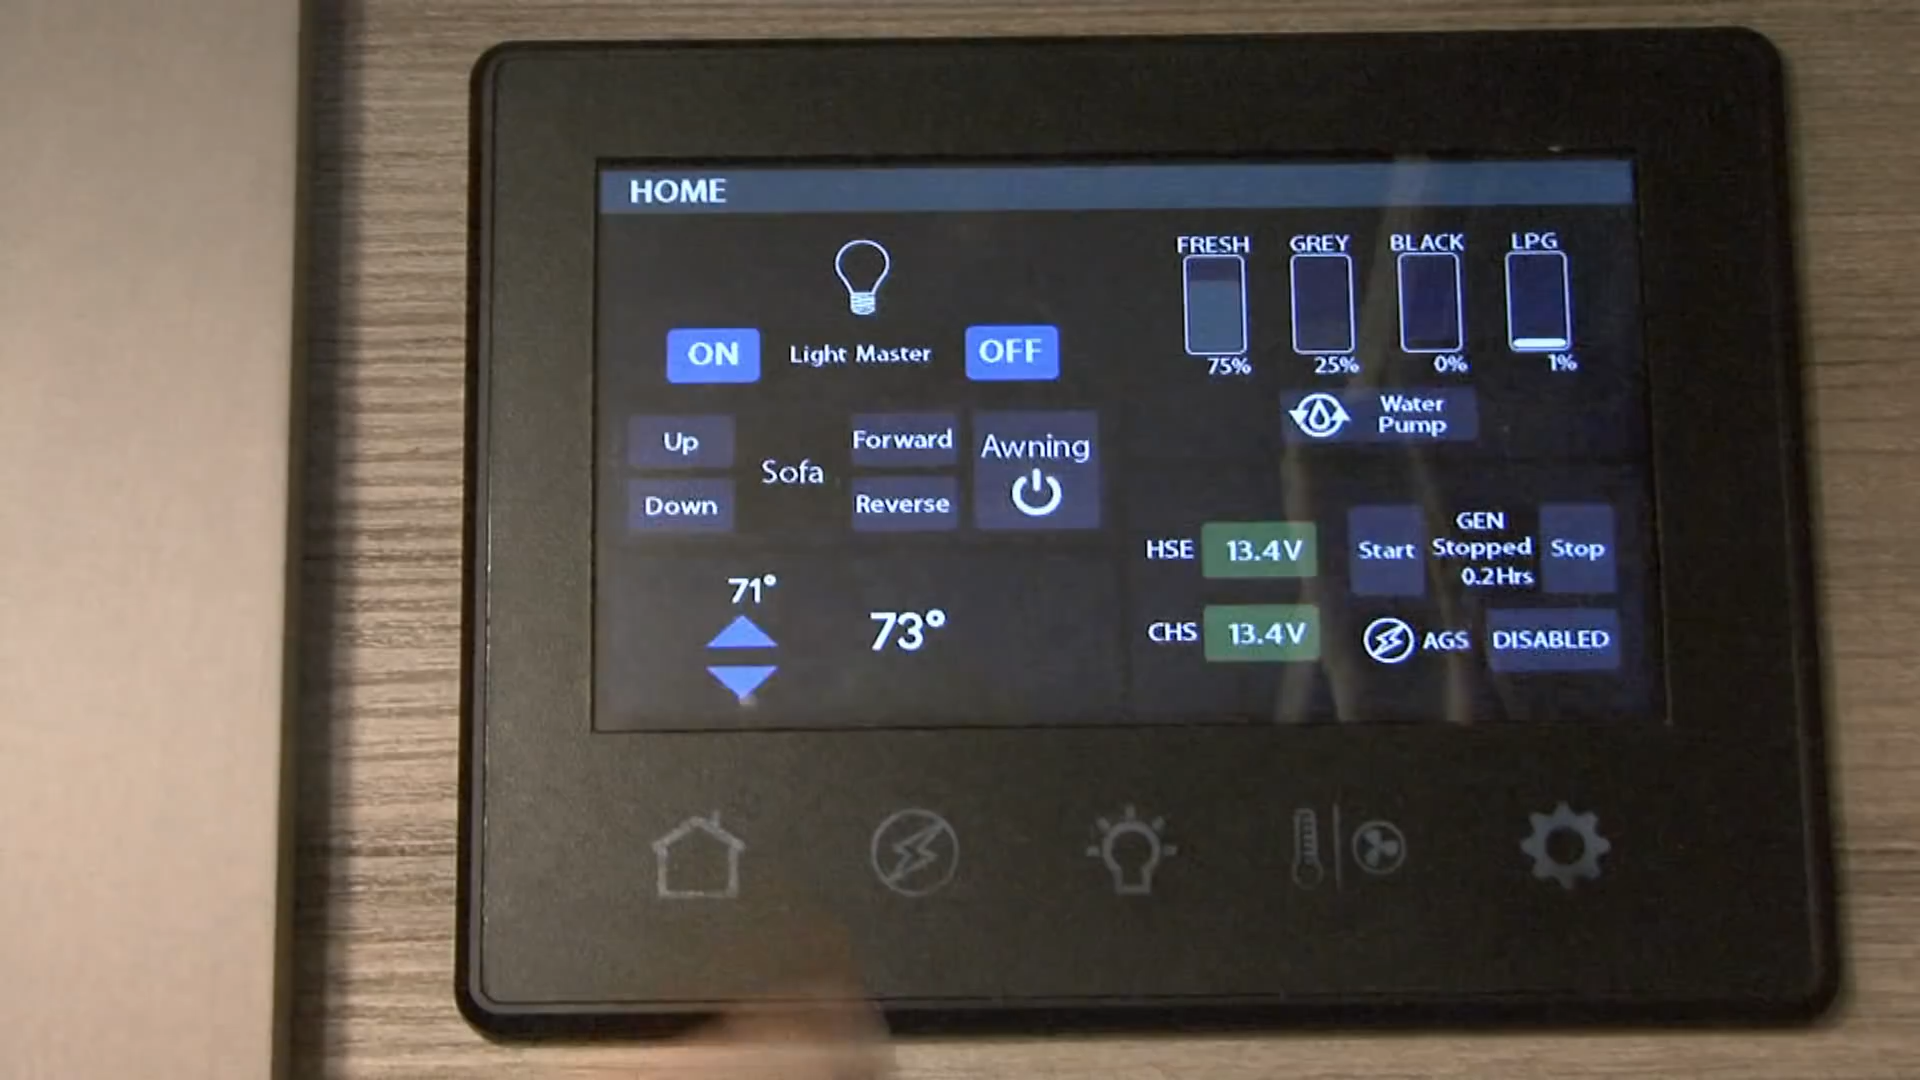 HOME
ON
Light Master
OFF
Up
Down
Sofa
Forward
Reverse
Awning
71°
73°
FRESH
75%
GREY
25%
BLACK
0%
LPG
1%
Water
Pump
HSE
13.4V
CHS
13.4V
Start
GEN
Stopped
0.2Hrs
Stop
AGS
DISABLED